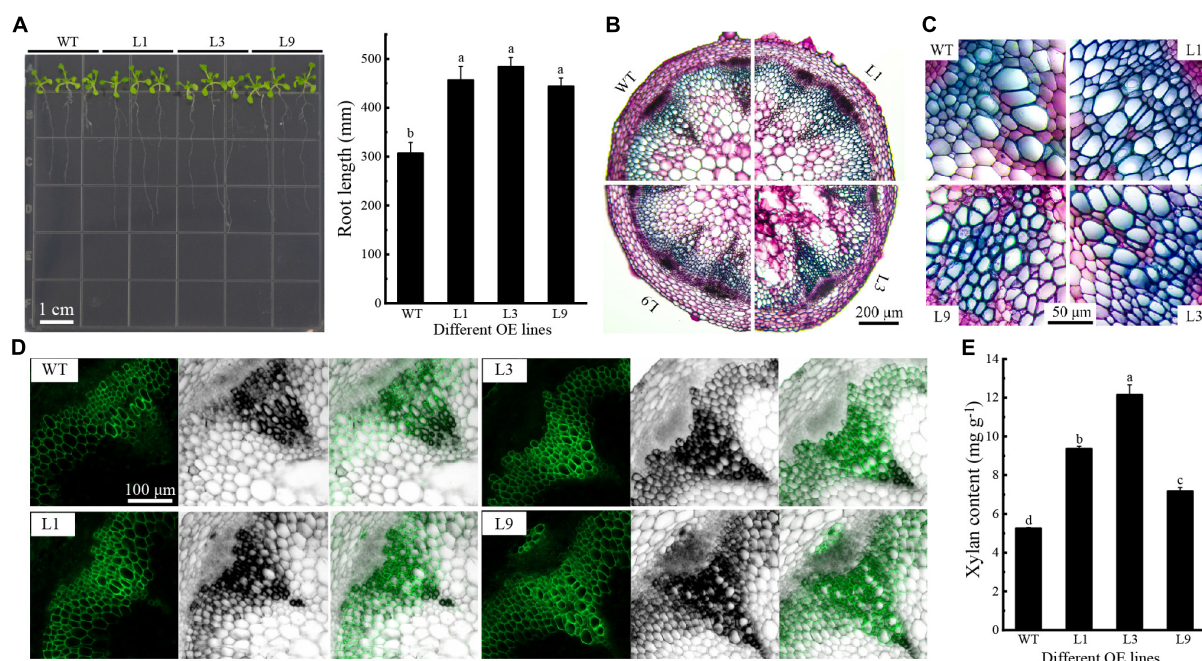 A
WT L1 L3 L9
1 cm
Root length (mm)
500
400
300
200
100
0
b
a
a
a
WT L1 L3 L9
Different OE lines
B
WT
L1
L9
L3
200 μm
C
WT
L1
L9
L3
50 μm
D
WT
100 μm
L3
L1
L9
E
Xylan content (mg g-1)
14
12
10
8
6
4
2
0
d
b
a
c
WT L1 L3 L9
Different OE lines